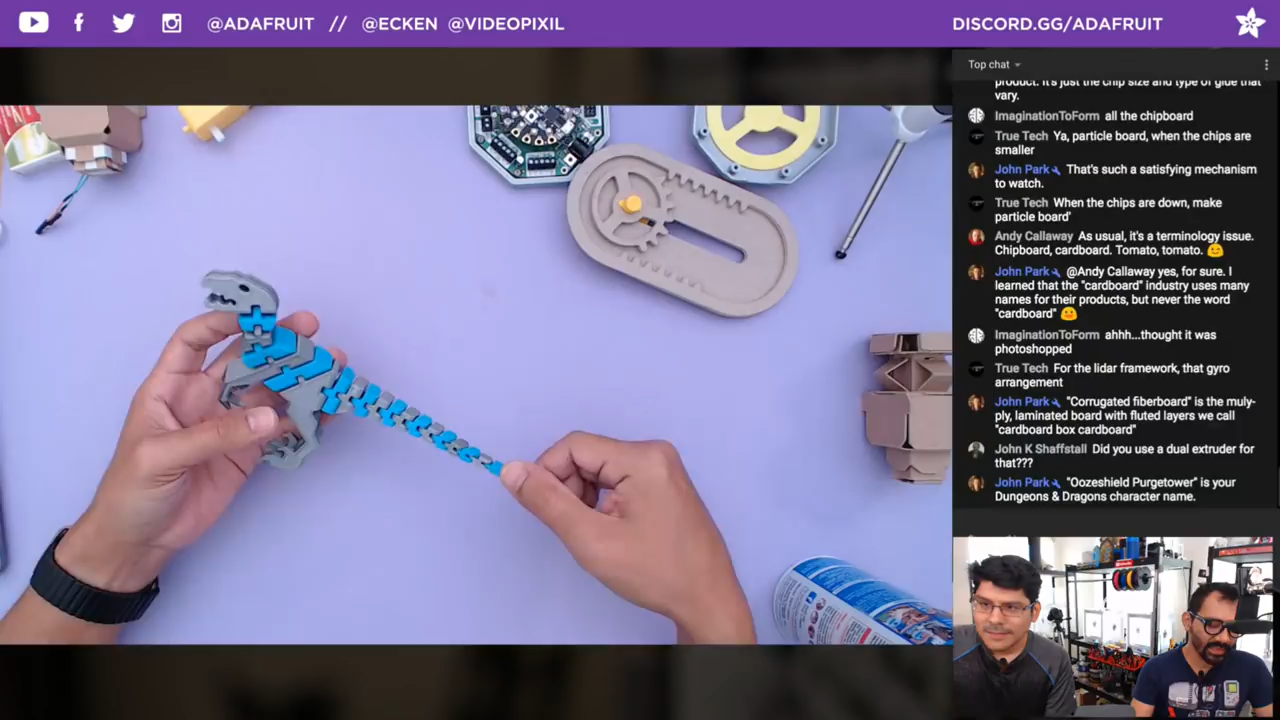 @ADAFRUIT // @ECKEN @VIDEOPIXIL
DISCORD.GG/ADAFRUIT
Top chat
product. It's just the chip size and type of glue that
vary.
ImaginationToForm all the chipboard
True Tech Ya, particle board, when the chips are
smaller
John Park That's such a satisfying mechanism
to watch.
True Tech When the chips are down, make
particle board'
Andy Callaway As usual, it's a terminology issue.
Chipboard, cardboard. Tomato, tomato. 😊
John Park @Andy Callaway yes, for sure. I
learned that the "cardboard" industry uses many
names for their products, but never the word
"cardboard" 😀
ImaginationToForm ahhh...thought it was
photoshopped
True Tech For the lidar framework, that gyro
arrangement
John Park "Corrugated fiberboard" is the muly-
ply, laminated board with fluted layers we call
"cardboard box cardboard"
John K Shaffstall Did you use a dual extruder for
that???
John Park "Oozeshield Purgetower" is your
Dungeons & Dragons character name.